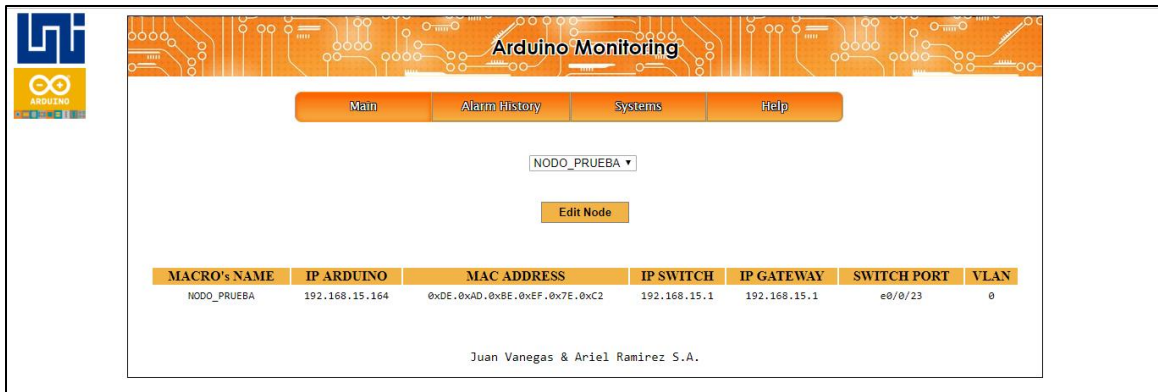 uni
Arduino Monitoring
ARDUINO
Main Alarm History Systems Help
NODO_PRUEBA
Edit Node
MACRO's NAME IP ARDUINO MAC ADDRESS IP SWITCH IP GATEWAY SWITCH PORT VLAN
NODO_PRUEBA 192.168.15.164 0xDE.0xAD.0xBE.0xEF.0x7E.0xC2 192.168.15.1 192.168.15.1 e0/0/23 0
Juan Vanegas & Ariel Ramirez S.A.